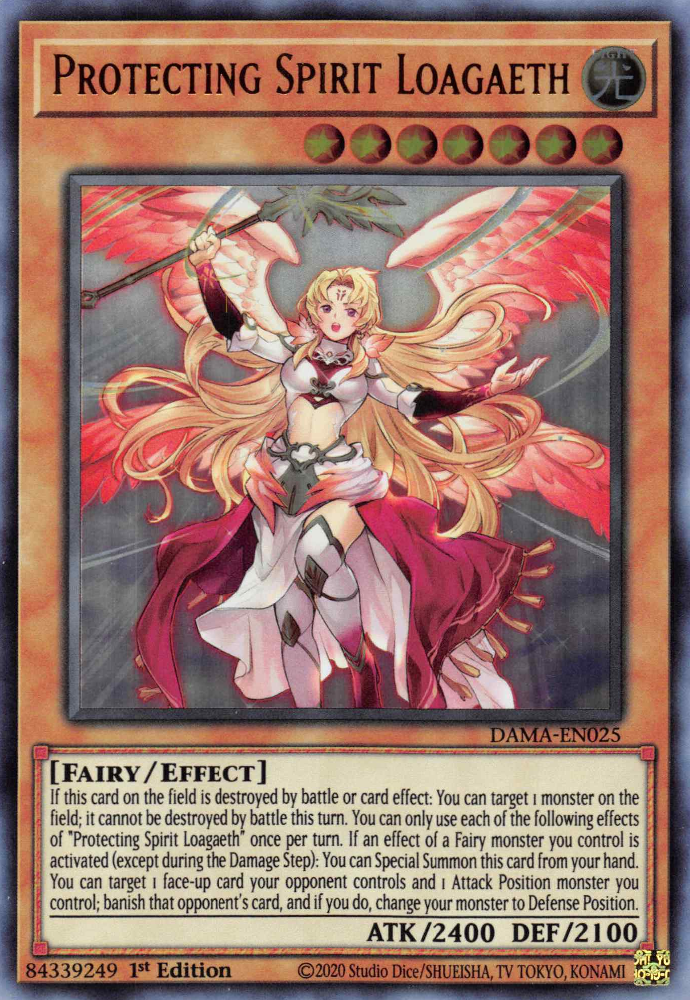 PROTECTING SPIRIT LOAGAETH
光
DAMA-EN025
[FAIRY/EFFECT]
If this card on the field is destroyed by battle or card effect: You can target 1 monster on the
field; it cannot be destroyed by battle this turn. You can only use each of the following effects
of "Protecting Spirit Loagaeth" once per turn. If an effect of a Fairy monster you control is
activated (except during the Damage Step): You can Special Summon this card from your hand.
You can target 1 face-up card your opponent controls and 1 Attack Position monster you
control; banish that opponent's card, and if you do, change your monster to Defense Position.
ATK/2400 DEF/2100
84339249 1st Edition ©2020 Studio Dice/SHUEISHA, TV TOKYO, KONAMI